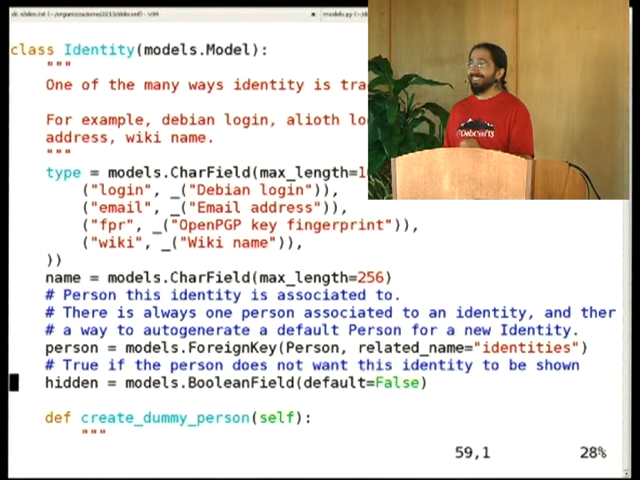 class Identity(models.Model):
"""
One of the many ways identity is tra
For example, debian login, alioth lo
address, wiki name.
"""
type = models.CharField(max_length=1
("login", _("Debian login")),
("email", _("Email address")),
("fpr", _("OpenPGP key fingerprint")),
("wiki", _("Wiki name")),
))
name = models.CharField(max_length=256)
# Person this identity is associated to.
# There is always one person associated to an identity, and ther
# a way to autogenerate a default Person for a new Identity.
person = models.ForeignKey(Person, related_name="identities")
# True if the person does not want this identity to be shown
hidden = models.BooleanField(default=False)
def create_dummy_person(self):
"""
59,1 28%
DebConf13